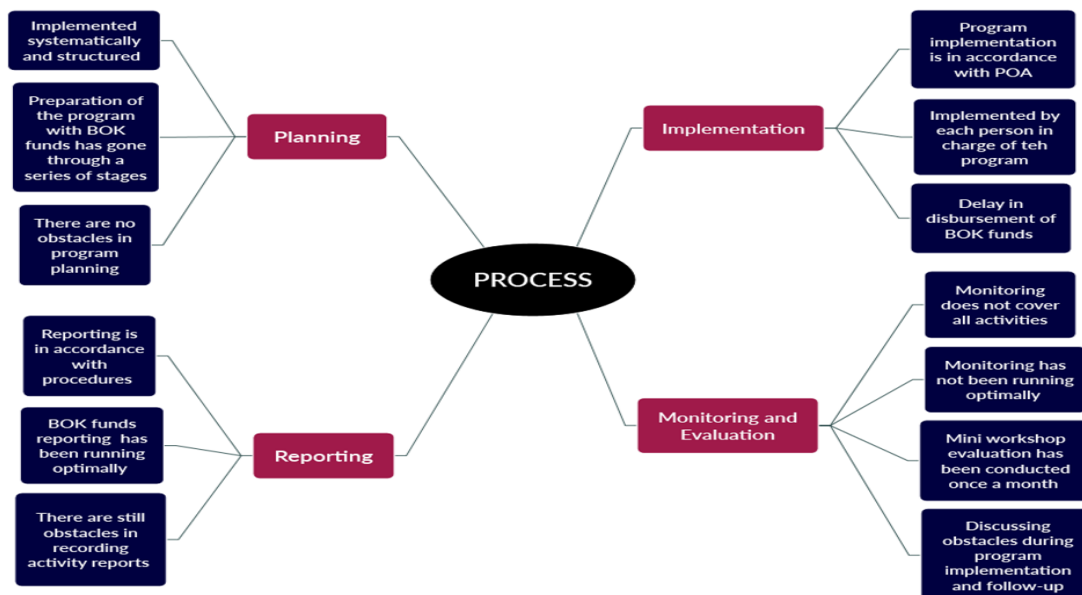 Implemented
systematically
and structured
Preparation of
the program
with BOK
funds has gone
through a
series of stages
There are no
obstacles in
program
planning
Planning
Reporting is
in accordance
with
procedures
BOK funds
reporting has
been running
optimally
There are still
obstacles in
recording
activity reports
Reporting
PROCESS
Implementation
Program
implementation
is in accordance
with POA
Implemented by
each person in
charge of teh
program
Delay in
disbursement of
BOK funds
Monitoring and
Evaluation
Monitoring
does not cover
all activities
Monitoring has
not been running
optimally
Mini workshop
evaluation has
been conducted
once a month
Discussing
obstacles during
program
implementation
and follow-up